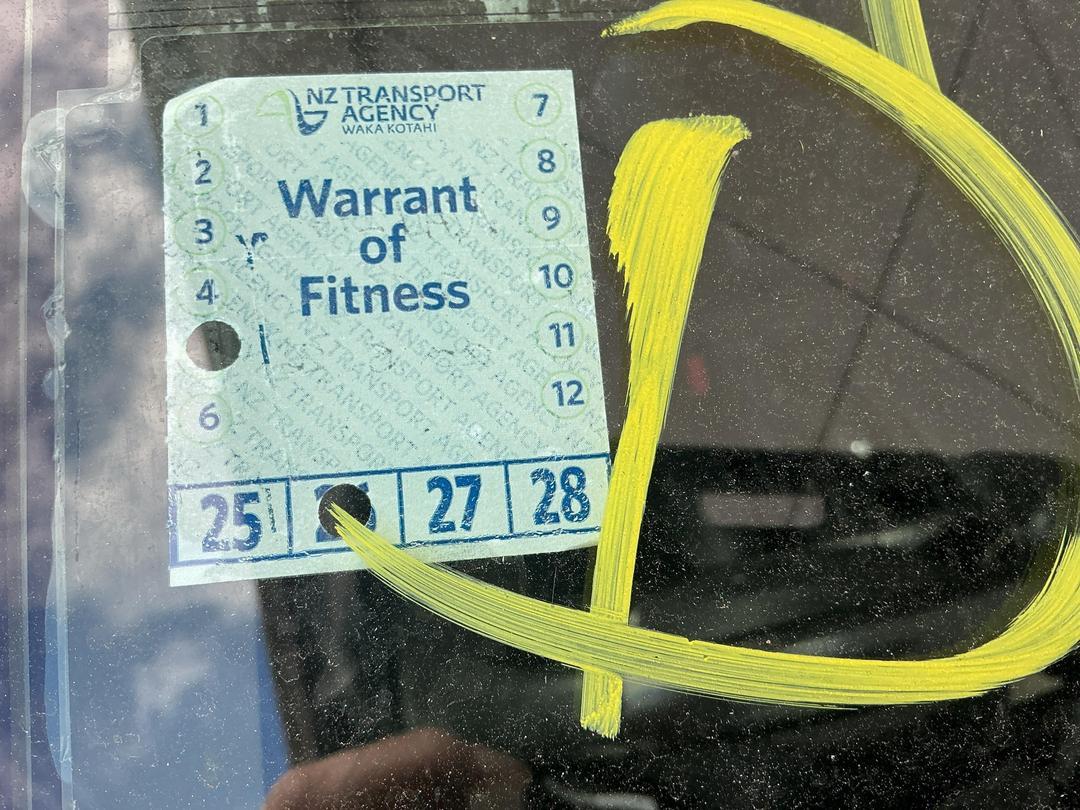 NZ TRANSPORT
AGENCY
WAKA KOTAHI
Warrant
of
Fitness
1
2
3
4
6
7
8
9
10
11
12
25 27 28
D